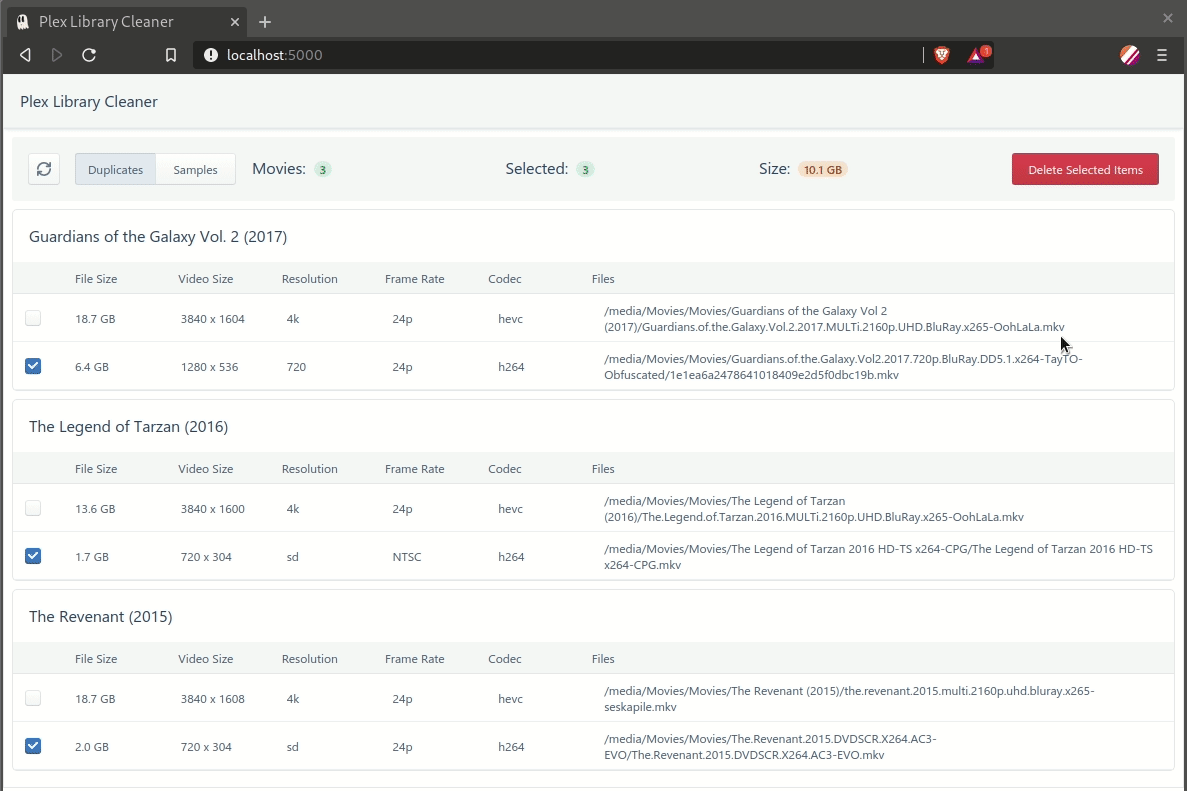 Plex Library Cleaner
localhost:5000
1
Plex Library Cleaner
Duplicates Samples Movies: 3 Selected: 3 Size: 10.1 GB Delete Selected Items
Guardians of the Galaxy Vol. 2 (2017)
File Size Video Size Resolution Frame Rate Codec Files
18.7 GB 3840 x 1604 4k 24p hevc /media/Movies/Movies/Guardians of the Galaxy Vol 2
(2017)/Guardians.of.the.Galaxy.Vol.2.2017.MULTi.2160p.UHD.BluRay.x265-OohLaLa.mkv
6.4 GB 1280 x 536 720 24p h264 /media/Movies/Movies/Guardians.of.the.Galaxy.Vol2.2017.720p.BluRay.DD5.1.x264-TayTO-
Obfuscated/1e1ea6a2478641018409e2d5f0dbc19b.mkv
The Legend of Tarzan (2016)
File Size Video Size Resolution Frame Rate Codec Files
13.6 GB 3840 x 1600 4k 24p hevc /media/Movies/Movies/The Legend of Tarzan
(2016)/The.Legend.of.Tarzan.2016.MULTi.2160p.UHD.BluRay.x265-OohLaLa.mkv
1.7 GB 720 x 304 sd NTSC h264 /media/Movies/Movies/The Legend of Tarzan 2016 HD-TS x264-CPG/The Legend of Tarzan 2016 HD-TS
x264-CPG.mkv
The Revenant (2015)
File Size Video Size Resolution Frame Rate Codec Files
18.7 GB 3840 x 1608 4k 24p hevc /media/Movies/Movies/The Revenant (2015)/the.revenant.2015.multi.2160p.uhd.bluray.x265-
seskapile.mkv
2.0 GB 720 x 304 sd 24p h264 /media/Movies/Movies/The.Revenant.2015.DVDSCR.X264.AC3-
EVO/The.Revenant.2015.DVDSCR.X264.AC3-EVO.mkv